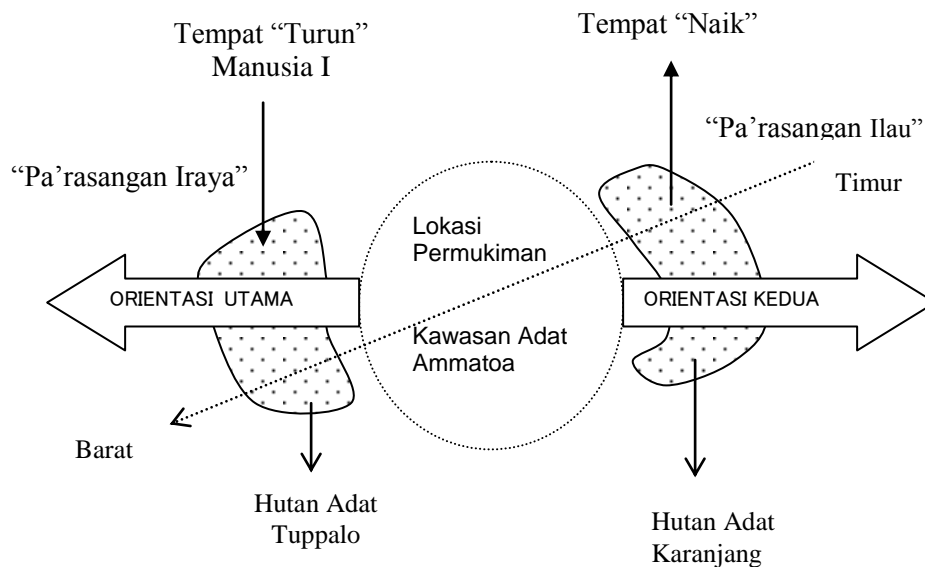 Tempat “Turun”
Manusia I
Tempat “Naik”
“Pa’rasangan Ilau”
“Pa’rasangan Iraya”
Timur
Lokasi
Permukiman
ORIENTASI UTAMA
ORIENTASI KEDUA
Kawasan Adat
Ammatoa
Barat
Hutan Adat
Tuppalo
Hutan Adat
Karanjang